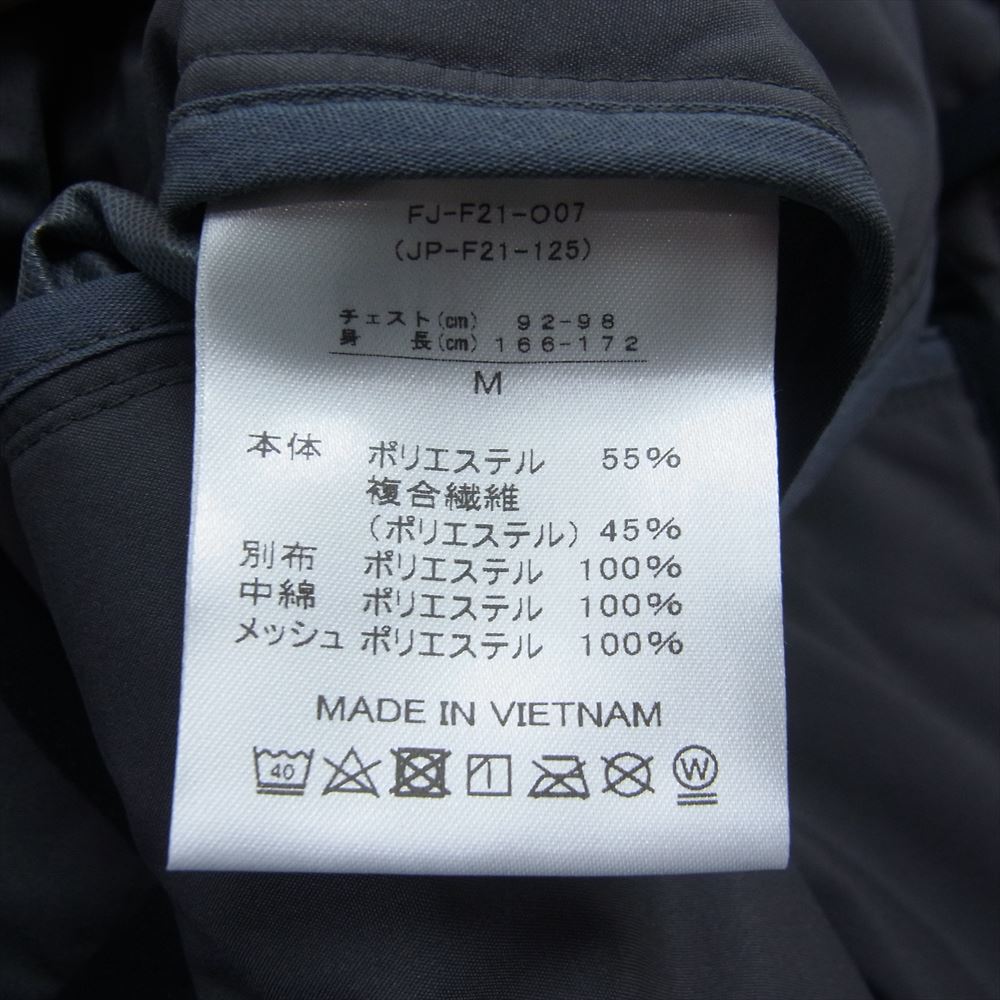 FJ-F21-007
(JP-F21-125)
チェスト(cm) 92-98
身 長(cm) 166-172
M
本体 ポリエステル 55%
複合繊維
(ポリエステル) 45%
別布 ポリエステル 100%
中綿 ポリエステル 100%
メッシュ ポリエステル 100%
MADE IN VIETNAM
40 W